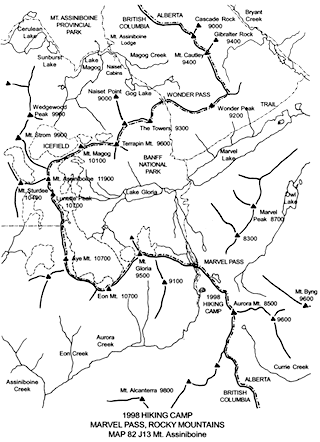 ALBERTA
BRITISH
COLUMBIA
MT ASSINIBOINE
PROVINCIAL
PARK
Cerulean
Lake
Sunburst
Lake
Mt Assiniboine
Lodge
Lake
Magog
Naiset
Cabins
Magog Creek
Cascade Rock
9000
Bryant
Creek
Gibralter Rock
9400
Mt. Cautley
9400
Naiset Point
9000
Gog Lake
WONDER PASS
Wedgewood
Peak
Wonder Peak
9200
TRAIL
The Towers 9300
Mt. Strom 9900
ICEFIELD
Terrapin Mt. 9600
Mt. Magog
10100
BANFF
NATIONAL
PARK
Marvel
Lake
Mt. Assiniboine 11900
Mt. Sturdee
Lunette Peak
10700
Lake Gloria
Owl
Lake
Marvel
Peak 8700
8300
Aye Mt. 10700
Mt.
Gloria
9500
MARVEL PASS
9100
Eon Mt. 10700
1998
HIKING
CAMP
Aurora Mt. 8500
Mt. Byng
9600
9600
Aurora
Creek
Eon Creek
Currie Creek
Assiniboine
Creek
Mt. Alcanterra 9800
ALBERTA
BRITISH
COLUMBIA
1998 HIKING CAMP
MARVEL PASS, ROCKY MOUNTAINS
MAP 82 J13 Mt. Assiniboine